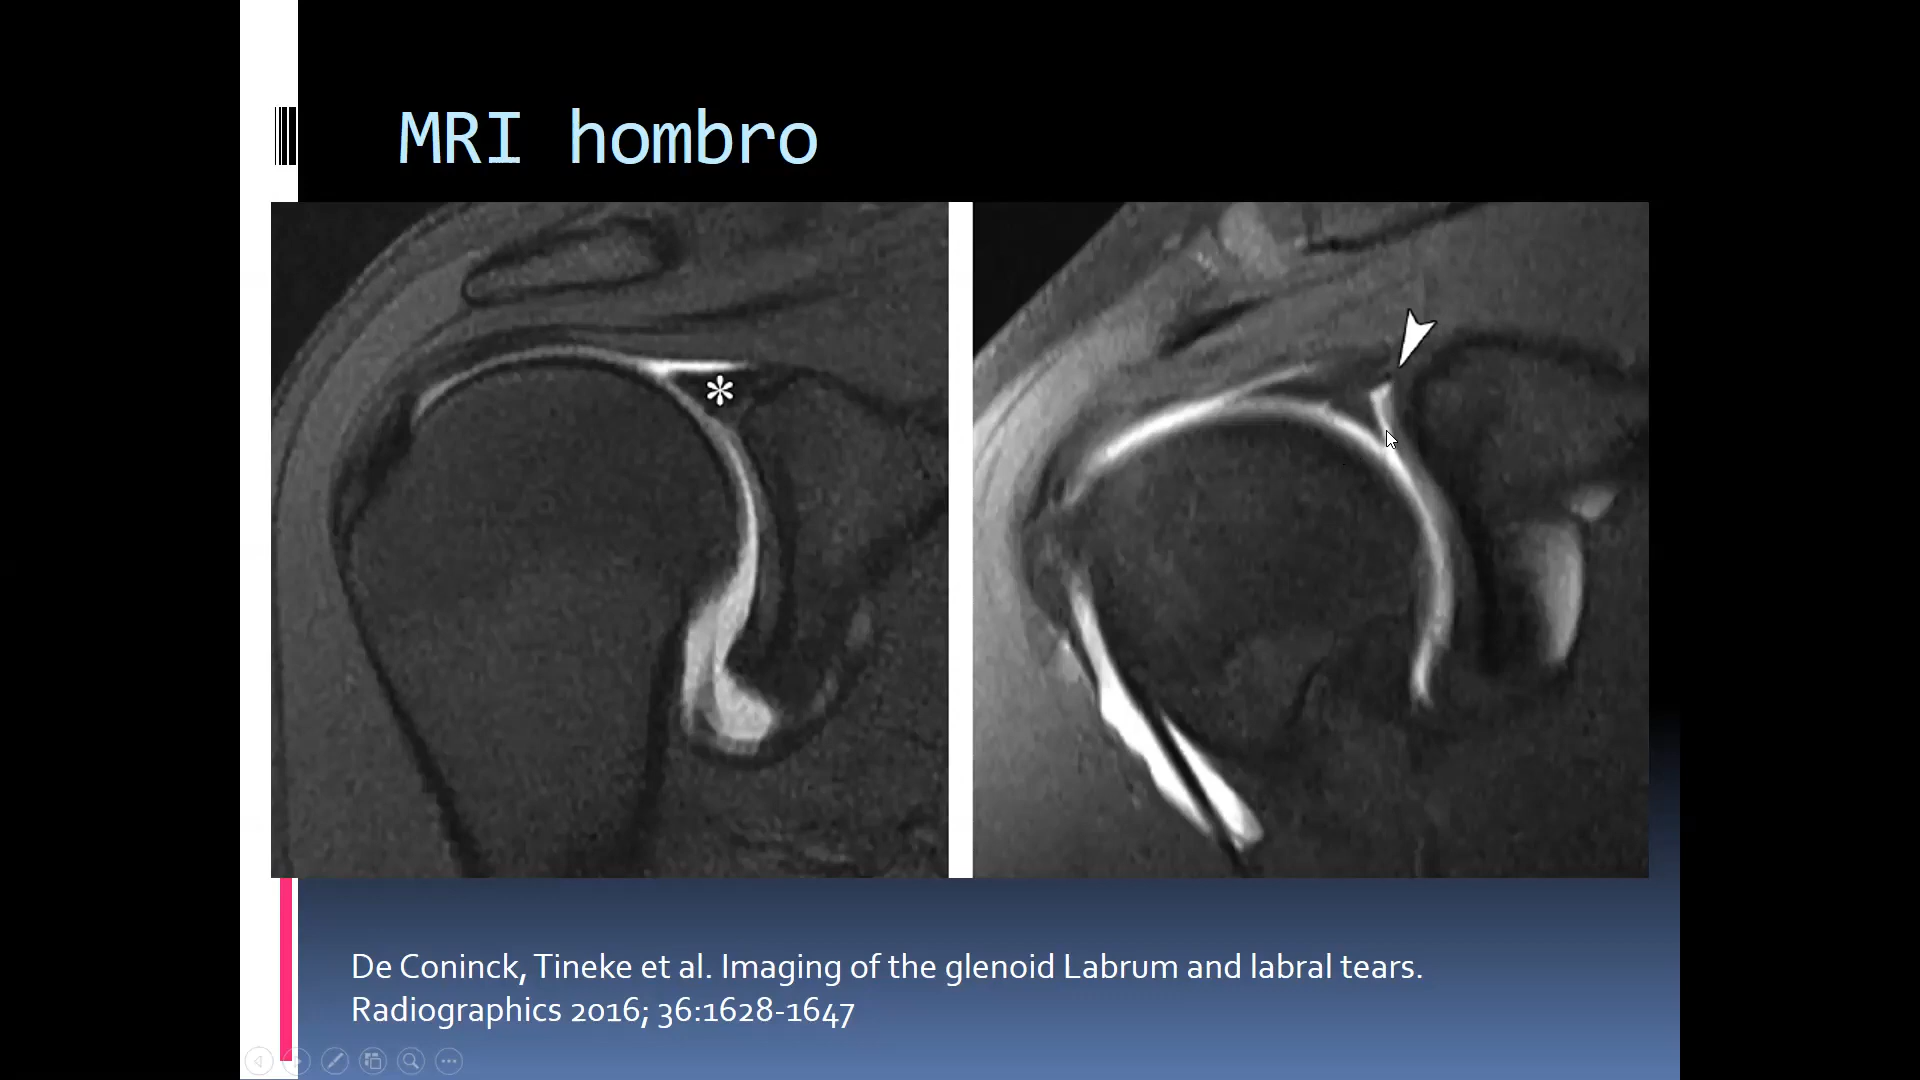 MRI hombro
*
De Coninck, Tineke et al. Imaging of the glenoid Labrum and labral tears.
Radiographics 2016; 36:1628-1647